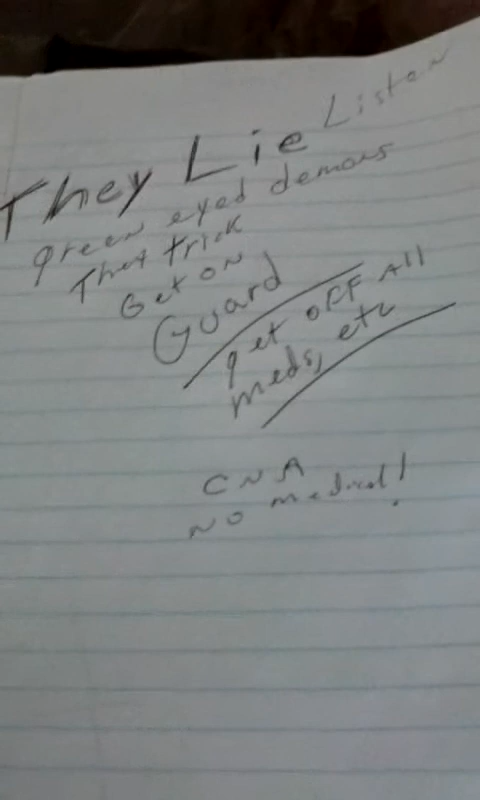 They Lie Listen
green eyed demons
That trick
Get on
Guard
get off All
meds, etc
CNA
NO medical!